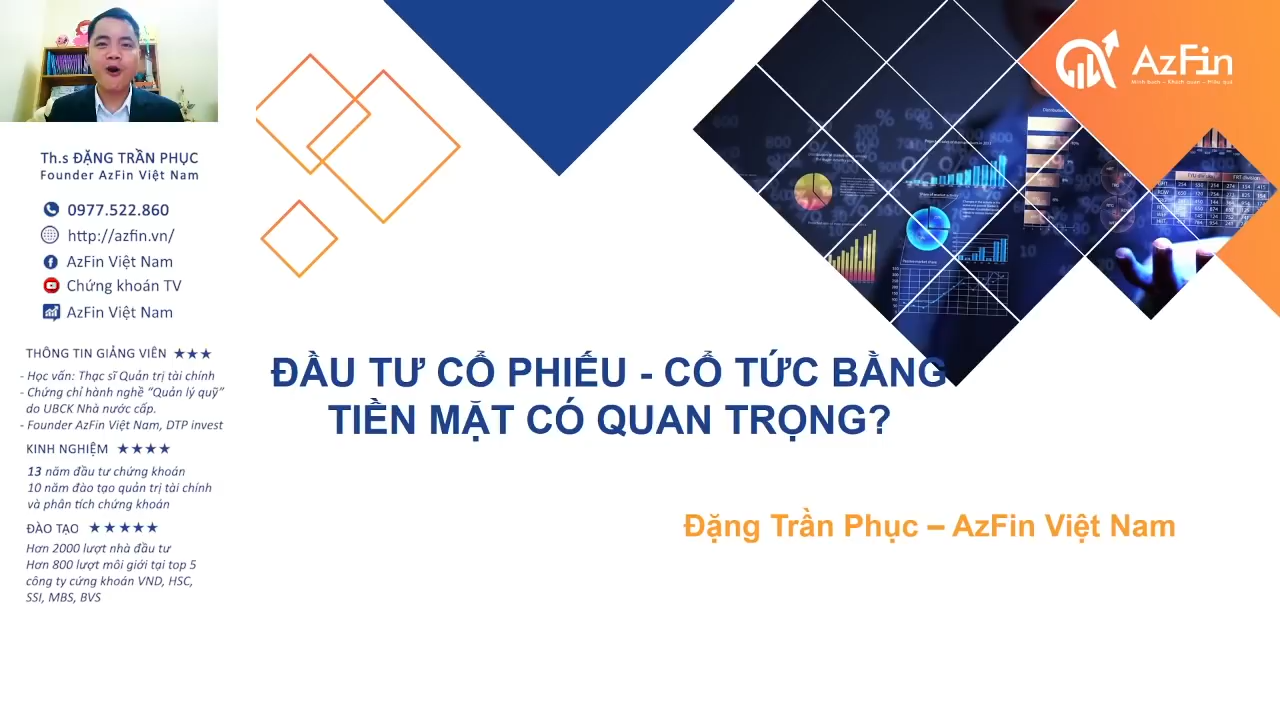 Th.s ĐẶNG TRẦN PHỤC
Founder AzFin Việt Nam
0977.522.860
http://azfin.vn/
AzFin Việt Nam
Chứng khoán TV
AzFin Việt Nam
THÔNG TIN GIẢNG VIÊN ★★★
- Học vấn: Thạc sĩ Quản trị tài chính
- Chứng chỉ hành nghề “Quản lý quỹ”
do UBCK Nhà nước cấp.
- Founder AzFin Việt Nam, DTP invest
KINH NGHIỆM ★★★★
13 năm đầu tư chứng khoán
10 năm đào tạo quản trị tài chính
và phân tích chứng khoán
ĐÀO TẠO ★★★★★
Hơn 2000 lượt nhà đầu tư
Hơn 800 lượt môi giới tại top 5
công ty cứng khoán VND, HSC,
SSI, MBS, BVS
AzFin
Minh bạch – Khách quan – Hiệu quả
ĐẦU TƯ CỔ PHIẾU - CỔ TỨC BẰNG
TIỀN MẶT CÓ QUAN TRỌNG?
Đặng Trần Phục – AzFin Việt Nam